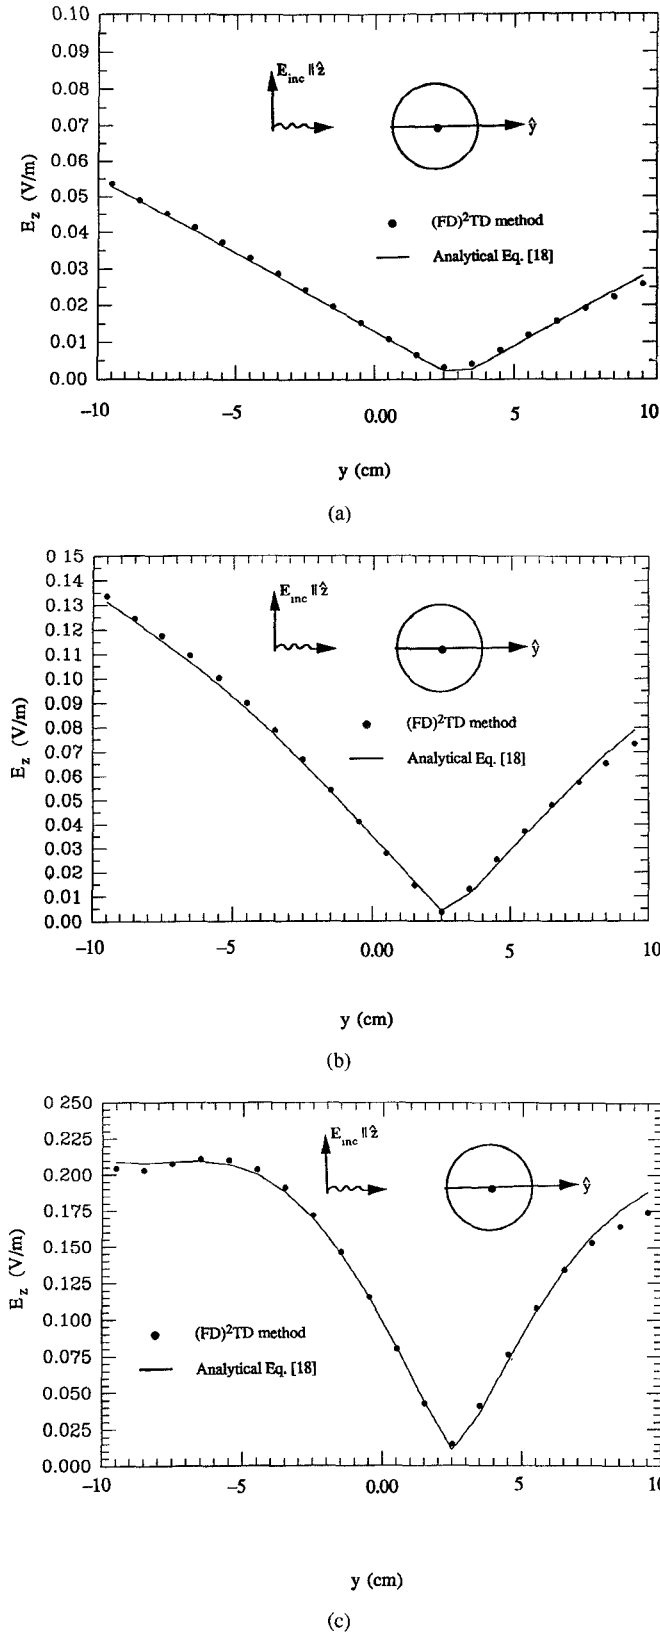 0.10
0.09
0.08
0.07
0.06
0.05
0.04
0.03
0.02
0.01
0.00
E_z (V/m)
E_inc ∥ ẑ
ŷ
(FD)²TD method
Analytical Eq. [18]
−10 −5 0.00 5 10
y (cm)
(a)
0 15
0.14
0.13
0.12
0.11
0.10
0.09
0.08
0.07
0.06
0.05
0.04
0.03
0.02
0.01
0.00
E_z (V/m)
E_inc ∥ ẑ
ŷ
(FD)²TD method
Analytical Eq. [18]
−10 −5 0.00 5 10
y (cm)
(b)
0 250
0.225
0.200
0.175
0.150
0.125
0.100
0.075
0.050
0.025
0.000
E_z (V/m)
E_inc ∥ ẑ
ŷ
(FD)²TD method
Analytical Eq. [18]
−10 −5 0.00 5 10
y (cm)
(c)